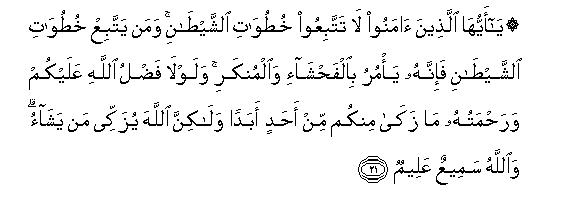 ۞ يَـٰٓأَيُّهَا ٱلَّذِينَ ءَامَنُوا۟ لَا تَتَّبِعُوا۟ خُطُوَٰتِ ٱلشَّيْطَـٰنِ ۚ وَمَن يَتَّبِعْ خُطُوَٰتِ
ٱلشَّيْطَـٰنِ فَإِنَّهُۥ يَأْمُرُ بِٱلْفَحْشَآءِ وَٱلْمُنكَرِ ۚ وَلَوْلَا فَضْلُ ٱللَّهِ عَلَيْكُمْ
وَرَحْمَتُهُۥ مَا زَكَىٰ مِنكُم مِّنْ أَحَدٍ أَبَدًا وَلَـٰكِنَّ ٱللَّهَ يُزَكِّى مَن يَشَآءُ ۗ
وَٱللَّهُ سَمِيعٌ عَلِيمٌ ٢١